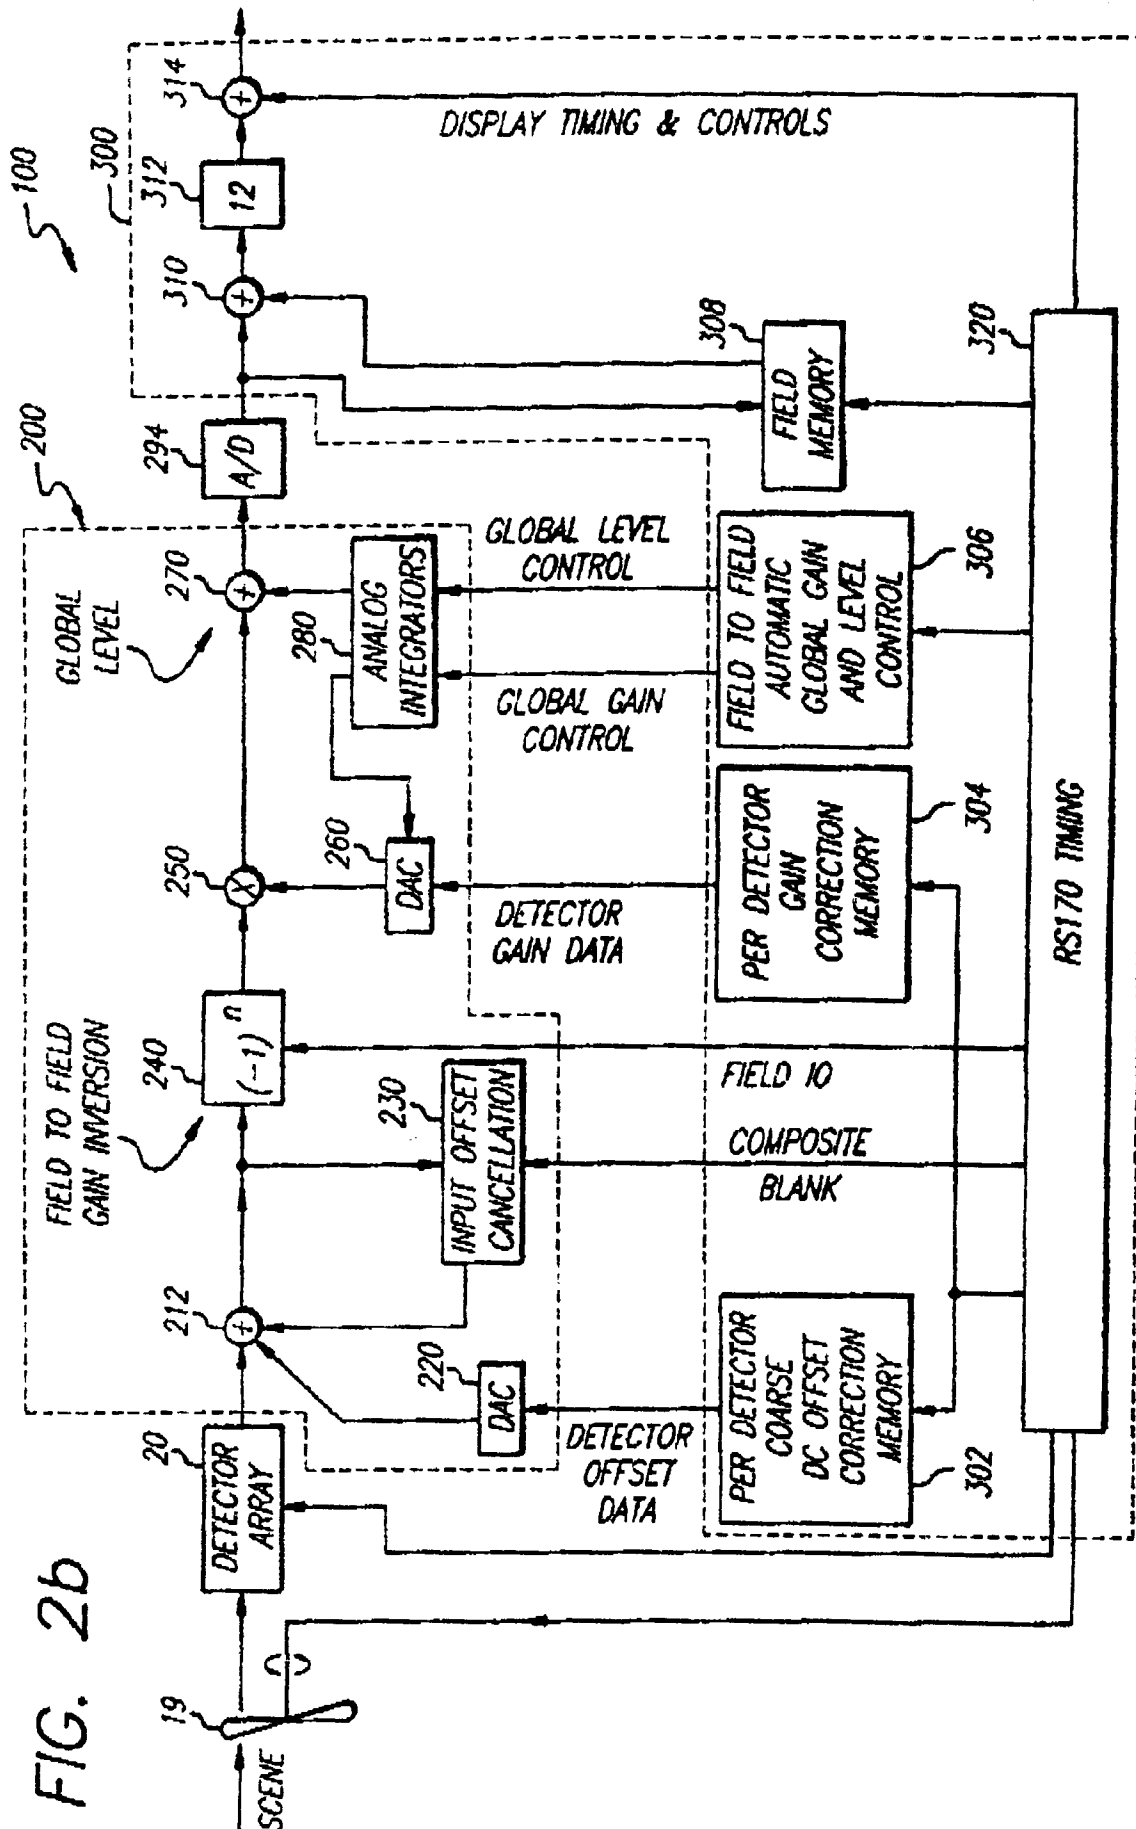 FIG. 2b
100
200
300
SCENE
19
20
DETECTOR
ARRAY
212
FIELD TO FIELD
GAIN INVERSION
240
(-1)^n
250
X
GLOBAL
LEVEL
270
+
294
A/D
310
+
312
12
314
+
+
220
DAC
230
INPUT OFFSET
CANCELLATION
260
DAC
280
ANALOG
INTEGRATORS
DETECTOR
OFFSET
DATA
COMPOSITE
BLANK
FIELD IO
DETECTOR
GAIN DATA
GLOBAL GAIN
CONTROL
GLOBAL LEVEL
CONTROL
DISPLAY TIMING & CONTROLS
PER DETECTOR
COARSE
DC OFFSET
CORRECTION
MEMORY
302
PER DETECTOR
GAIN
CORRECTION
MEMORY
304
FIELD TO FIELD
AUTOMATIC
GLOBAL GAIN
AND LEVEL
CONTROL
306
308
FIELD
MEMORY
320
RS170 TIMING